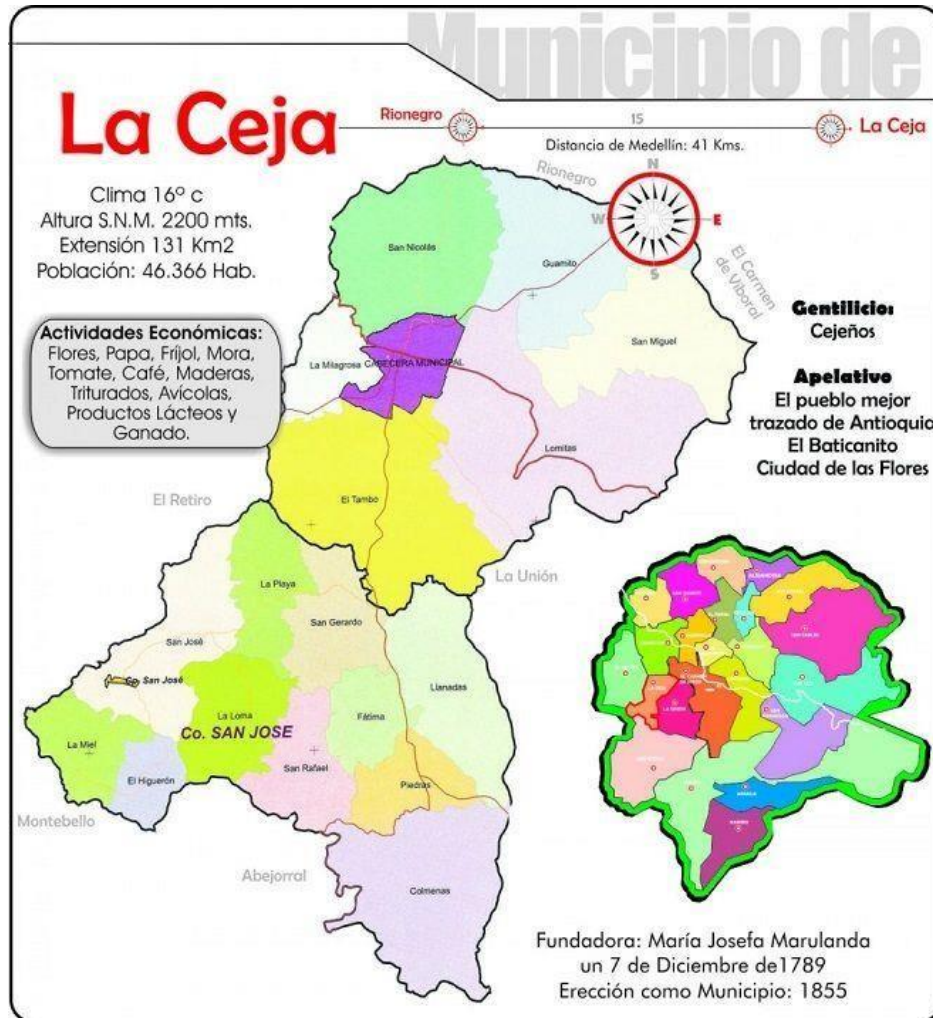 Municipio de
La Ceja
Rionegro
15
La Ceja
Distancia de Medellín: 41 Kms.
Clima 16º c
Altura S.N.M. 2200 mts.
Extensión 131 Km2
Población: 46.366 Hab.
Actividades Económicas:
Flores, Papa, Fríjol, Mora,
Tomate, Café, Maderas,
Triturados, Avícolas,
Productos Lácteos y
Ganado.
Rionegro
N
W
E
S
El Carmen
de Viboral
San Nicolás
Guamito
San Miguel
La Milagrosa
CABECERA MUNICIPAL
Lomitas
El Tambo
Gentilicio:
Cejeños
Apelativo
El pueblo mejor
trazado de Antioquia
El Baticanito
Ciudad de las Flores
El Retiro
La Unión
La Playa
San Gerardo
San José
Co. San José
Llanadas
La Loma
Fátima
Co. SAN JOSE
La Miel
El Higuerón
San Rafael
Piedras
Montebello
Abejorral
Colmenas
Fundadora: María Josefa Marulanda
un 7 de Diciembre de1789
Erección como Municipio: 1855